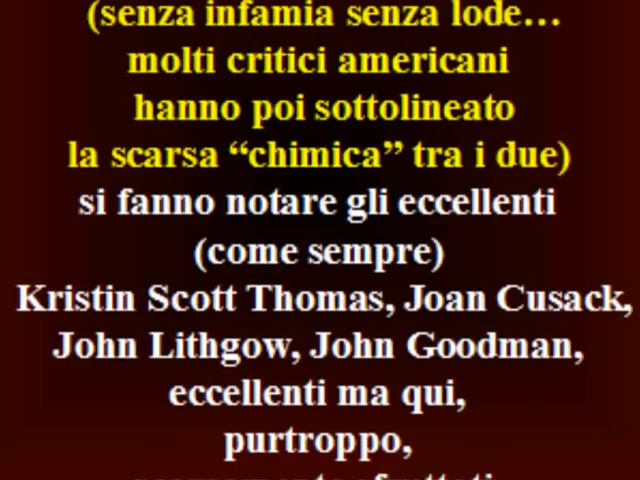 (senza infamia senza lode…
molti critici americani
hanno poi sottolineato
la scarsa “chimica” tra i due)
si fanno notare gli eccellenti
(come sempre)
Kristin Scott Thomas, Joan Cusack,
John Lithgow, John Goodman,
eccellenti ma qui,
purtroppo,